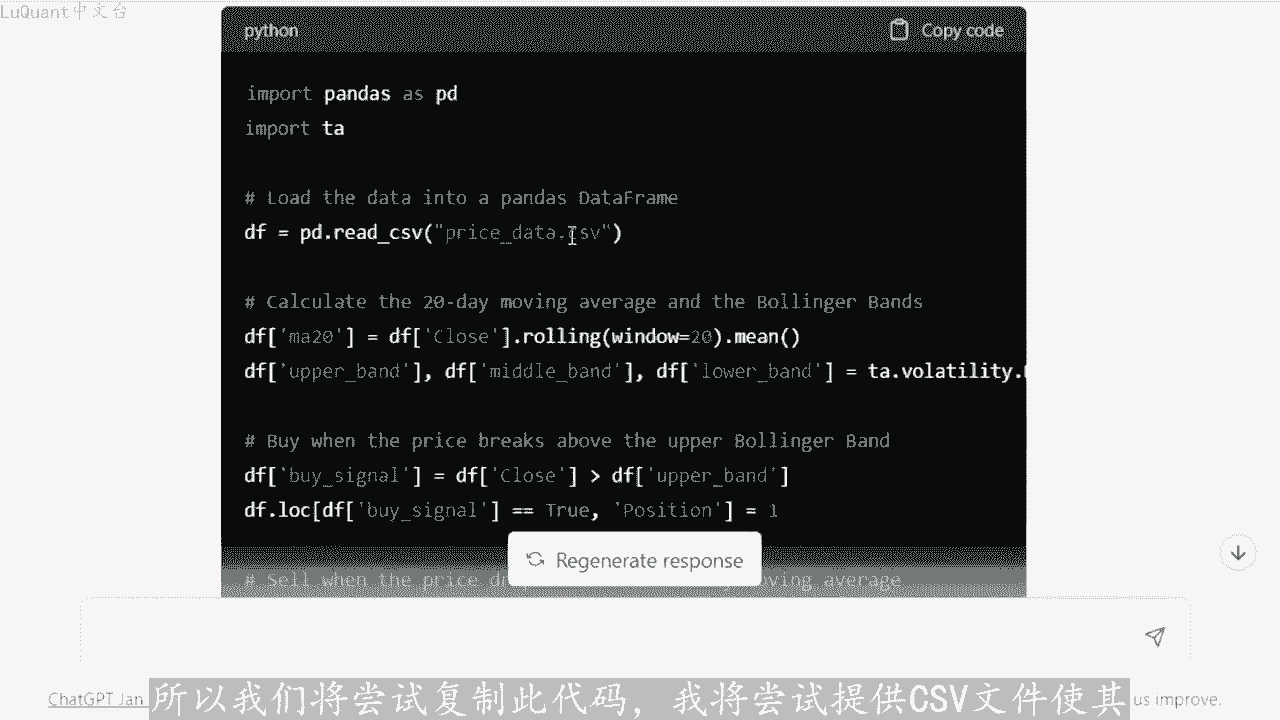 LuQuant中文台
python
Copy code
import pandas as pd
import ta
# Load the data into a pandas DataFrame
df = pd.read_csv("price_data.csv")
# Calculate the 20-day moving average and the Bollinger Bands
df['ma20'] = df['Close'].rolling(window=20).mean()
df['upper_band'], df['middle_band'], df['lower_band'] = ta.volatility.
# Buy when the price breaks above the upper Bollinger Band
df['buy_signal'] = df['Close'] > df['upper_band']
df.loc[df['buy_signal'] == True, 'Position'] = 1
Regenerate response
# Sell when the price moving average
ChatGPT Jan us improve.
所以我们将尝试复制此代码，我将尝试提供CSV文件使其